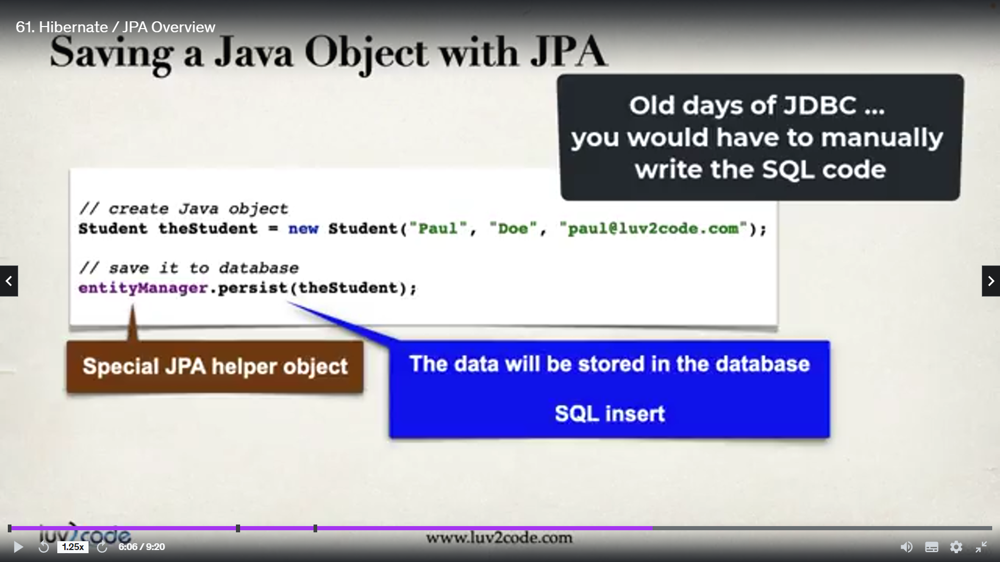 61. Hibernate / JPA Overview
Saving a Java Object with JPA
Old days of JDBC ...
you would have to manually
write the SQL code
// create Java object
Student theStudent = new Student("Paul", "Doe", "paul@luv2code.com");
// save it to database
entityManager.persist(theStudent);
Special JPA helper object
The data will be stored in the database
SQL insert
luv2code
www.luv2code.com
1.25x
6:06 / 9:20